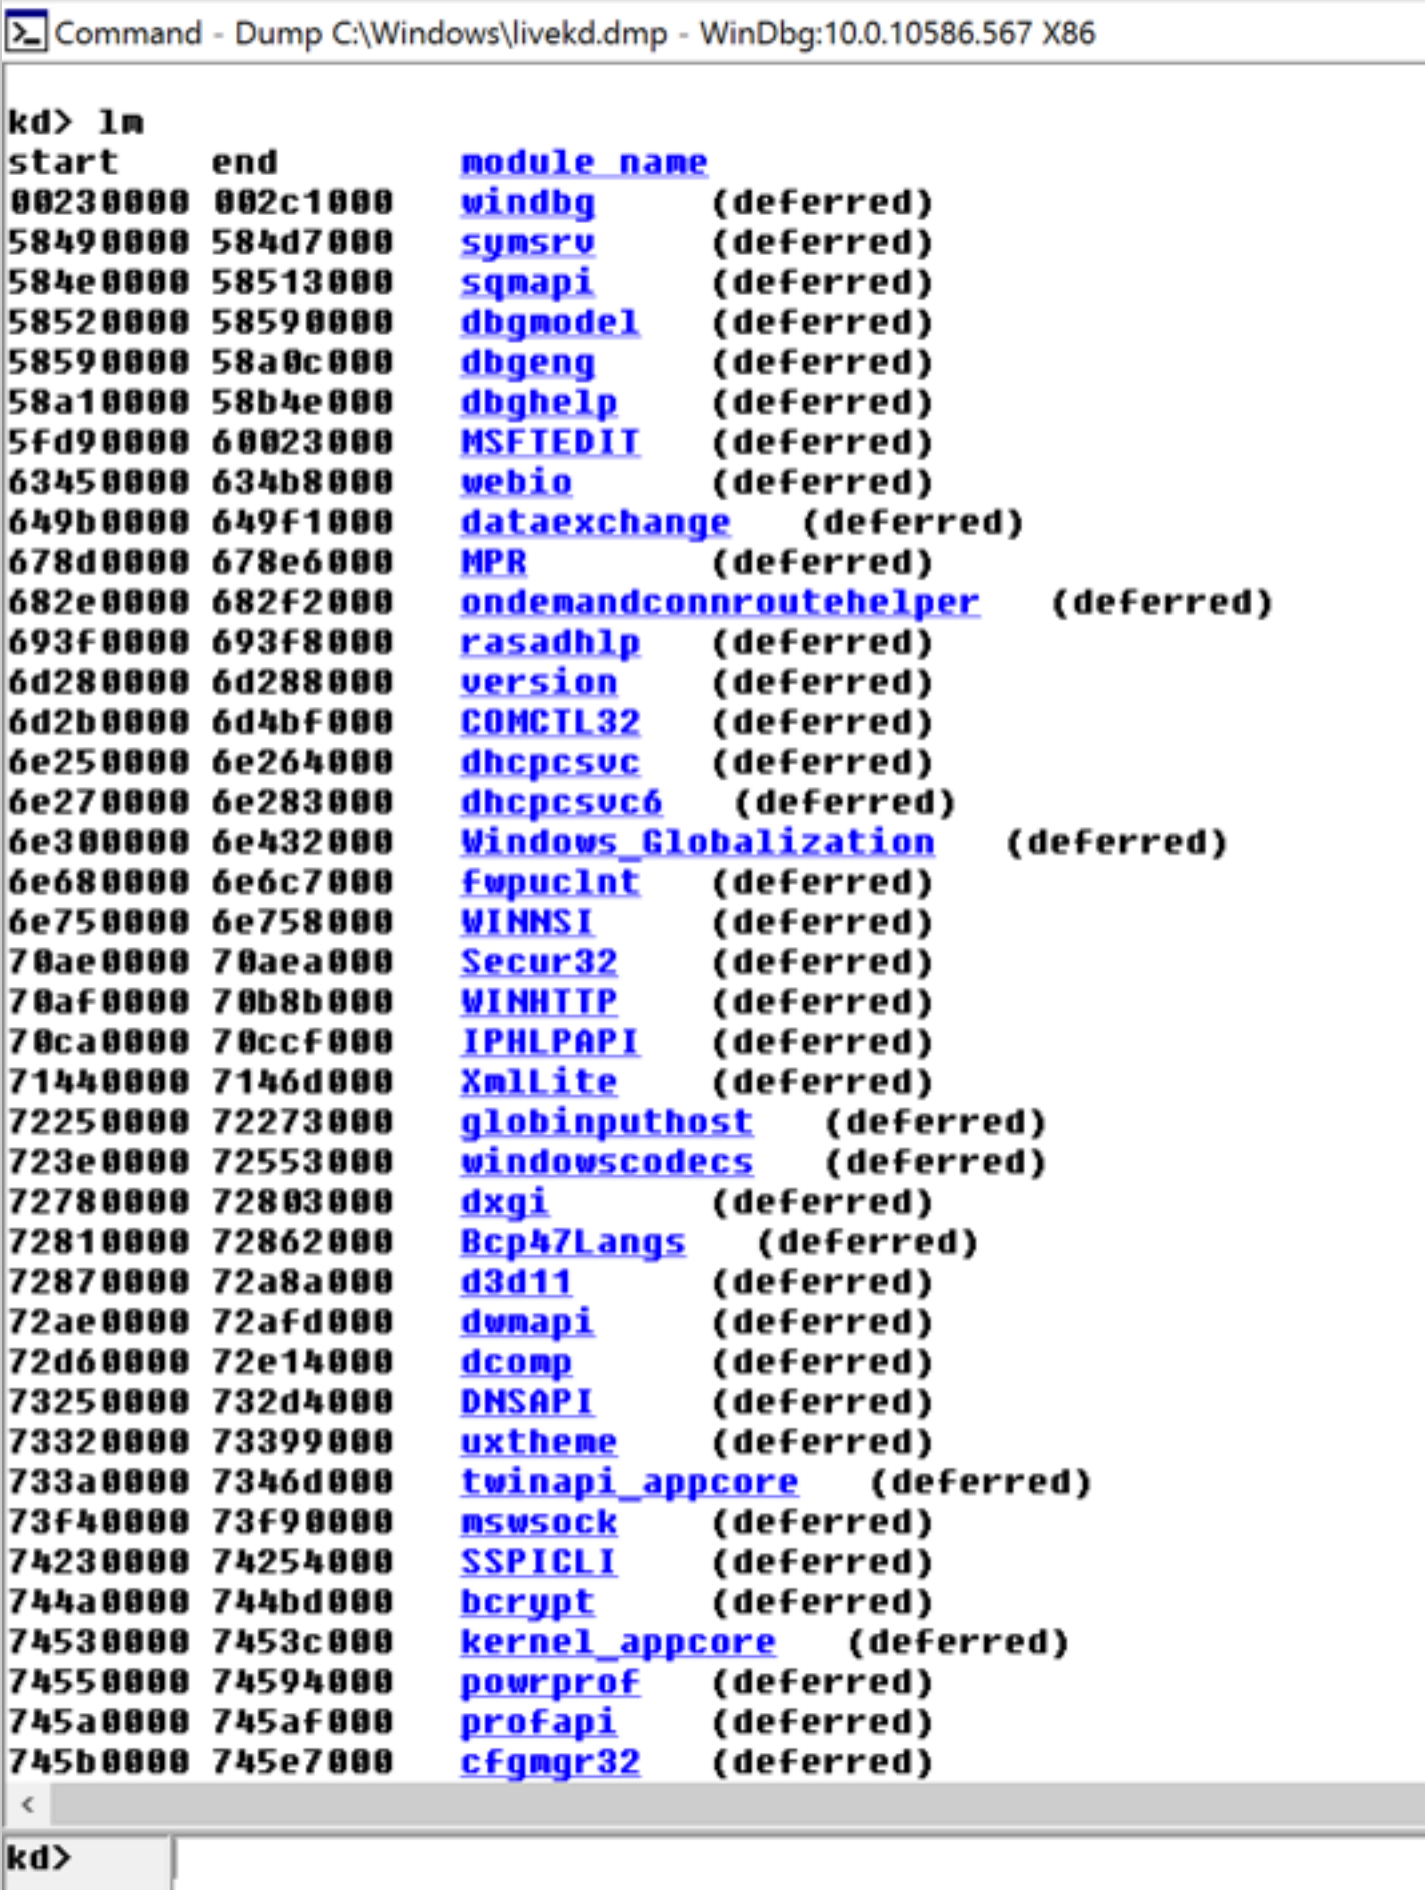 Command - Dump C:\Windows\livekd.dmp - WinDbg:10.0.10586.567 X86
kd> lm
start    end        module name
00230000 002c1000   windbg     (deferred)
58490000 584d7000   symsrv     (deferred)
584e0000 58513000   sqmapi     (deferred)
58520000 58590000   dbgmodel   (deferred)
58590000 58a0c000   dbgeng     (deferred)
58a10000 58b4e000   dbghelp    (deferred)
5fd90000 60023000   MSFTEDIT   (deferred)
63450000 634b8000   webio      (deferred)
649b0000 649f1000   dataexchange   (deferred)
678d0000 678e6000   MPR        (deferred)
682e0000 682f2000   ondemandconnroutehelper   (deferred)
693f0000 693f8000   rasadhlp   (deferred)
6d280000 6d288000   version    (deferred)
6d2b0000 6d4bf000   COMCTL32   (deferred)
6e250000 6e264000   dhcpcsvc   (deferred)
6e270000 6e283000   dhcpcsvc6   (deferred)
6e300000 6e432000   Windows_Globalization   (deferred)
6e680000 6e6c7000   fwpuclnt   (deferred)
6e750000 6e758000   WINNSI     (deferred)
70ae0000 70aea000   Secur32    (deferred)
70af0000 70b8b000   WINHTTP    (deferred)
70ca0000 70ccf000   IPHLPAPI   (deferred)
71440000 7146d000   XmlLite    (deferred)
72250000 72273000   globinputhost   (deferred)
723e0000 72553000   windowscodecs   (deferred)
72780000 72803000   dxgi       (deferred)
72810000 72862000   Bcp47Langs   (deferred)
72870000 72a8a000   d3d11      (deferred)
72ae0000 72afd000   dwmapi     (deferred)
72d60000 72e14000   dcomp      (deferred)
73250000 732d4000   DNSAPI     (deferred)
73320000 73399000   uxtheme    (deferred)
733a0000 7346d000   twinapi_appcore   (deferred)
73f40000 73f90000   mswsock    (deferred)
74230000 74254000   SSPICLI    (deferred)
744a0000 744bd000   bcrypt     (deferred)
74530000 7453c000   kernel_appcore   (deferred)
74550000 74594000   powrprof   (deferred)
745a0000 745af000   profapi    (deferred)
745b0000 745e7000   cfgmgr32   (deferred)
kd>